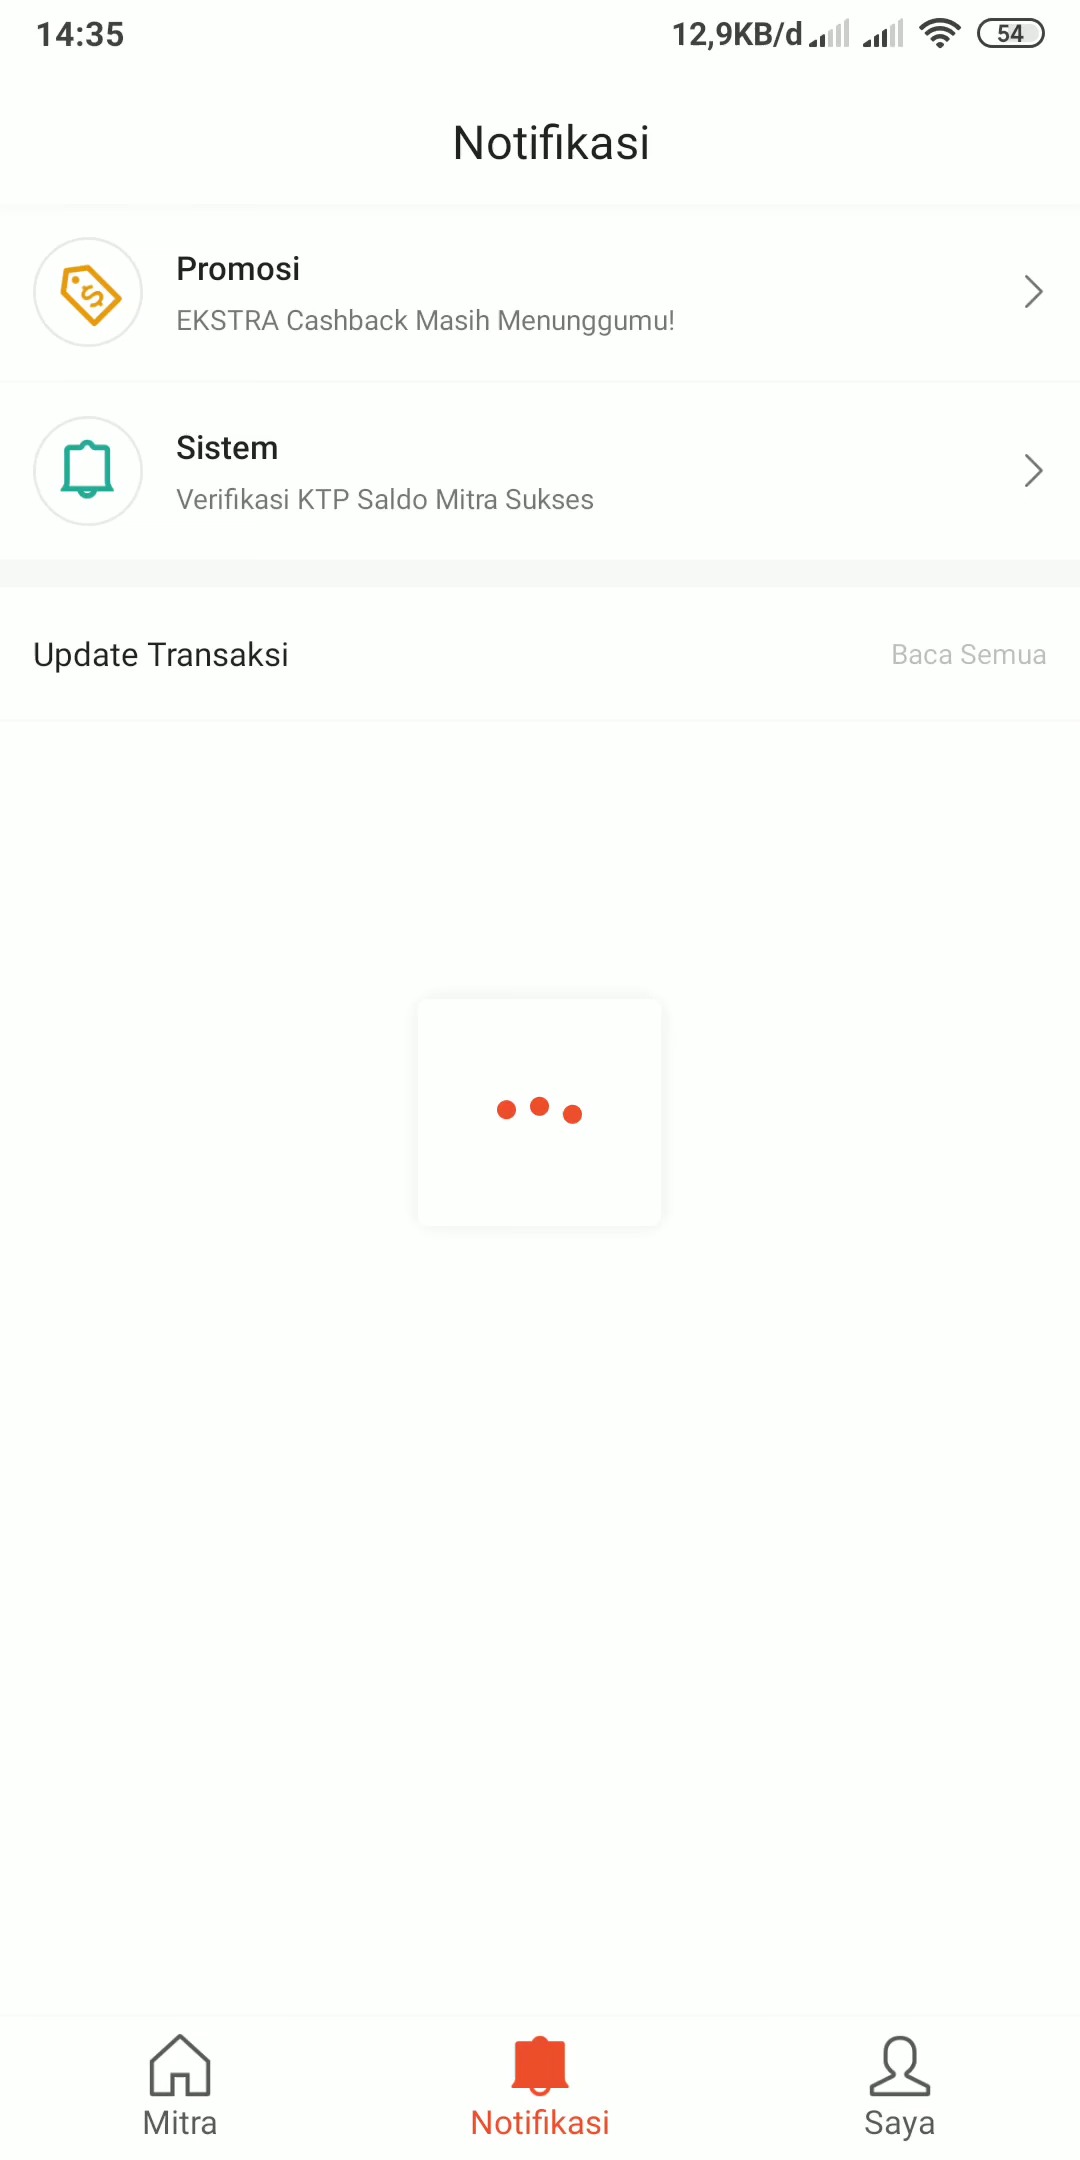 14:35 12,9KB/d 54
Notifikasi
Promosi
EKSTRA Cashback Masih Menunggumu!
Sistem
Verifikasi KTP Saldo Mitra Sukses
Update Transaksi Baca Semua
Mitra Notifikasi Saya